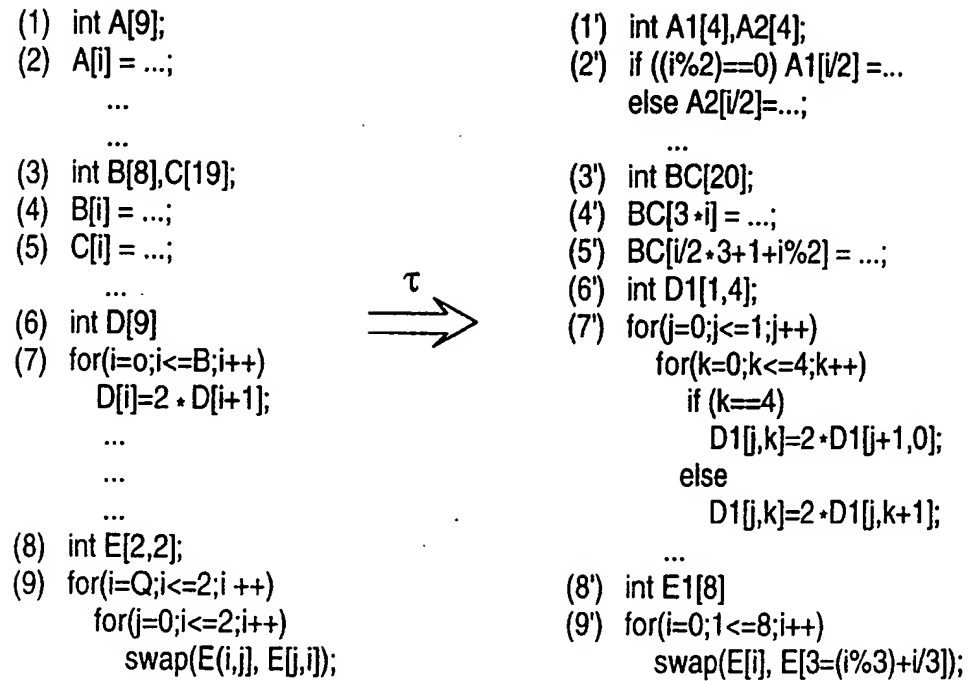 (1) int A[9];
(2) A[i] = ...;
...
...
(3) int B[8],C[19];
(4) B[i] = ...;
(5) C[i] = ...;
...
(6) int D[9]
(7) for(i=o;i<=B;i++)
D[i]=2 * D[i+1];
...
...
...
(8) int E[2,2];
(9) for(i=Q;i<=2;i ++)
for(j=0;i<=2;i++)
swap(E(i,j], E[j,i]);
τ
(1') int A1[4],A2[4];
(2') if ((i%2)==0) A1[i/2] =...
else A2[i/2]=...;
...
(3') int BC[20];
(4') BC[3*i] = ...;
(5') BC[i/2*3+1+i%2] = ...;
(6') int D1[1,4];
(7') for(j=0;j<=1;j++)
for(k=0;k<=4;k++)
if (k==4)
D1[j,k]=2*D1[j+1,0];
else
D1[j,k]=2*D1[j,k+1];
...
(8') int E1[8]
(9') for(i=0;1<=8;i++)
swap(E[i], E[3=(i%3)+i/3]);